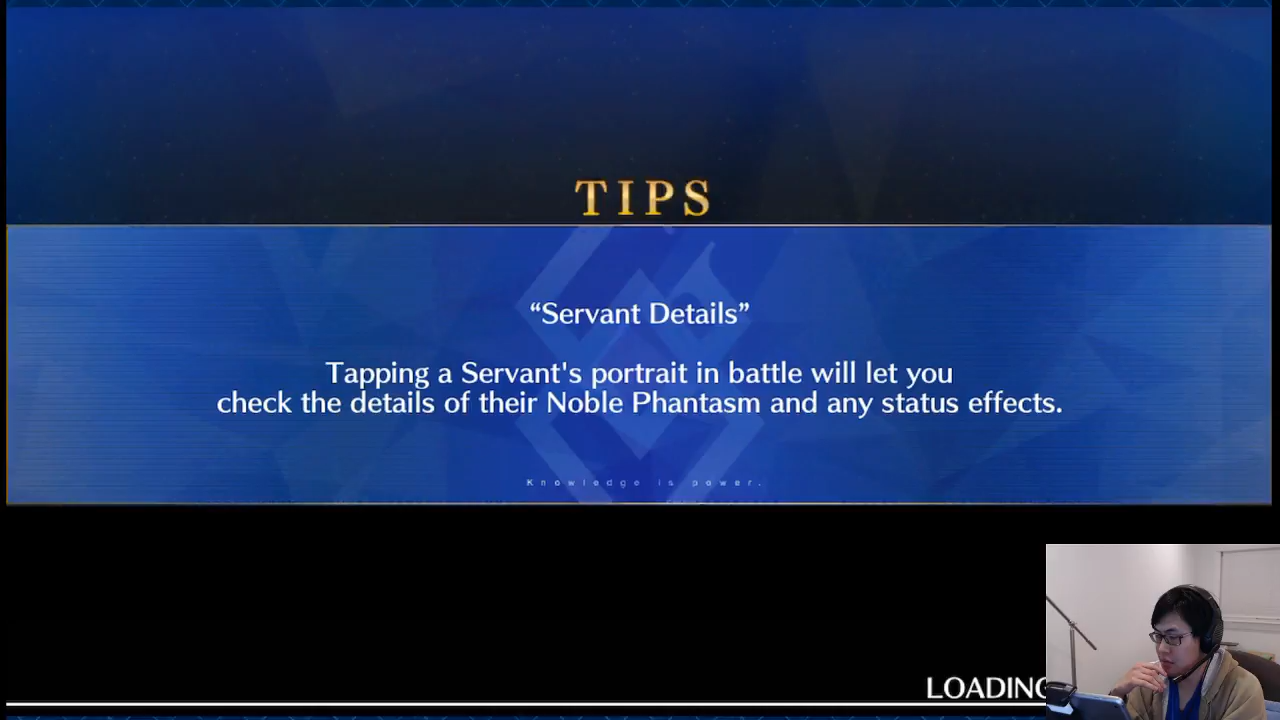 TIPS
“Servant Details”
Tapping a Servant's portrait in battle will let you
check the details of their Noble Phantasm and any status effects.
Knowledge is power.
LOADING